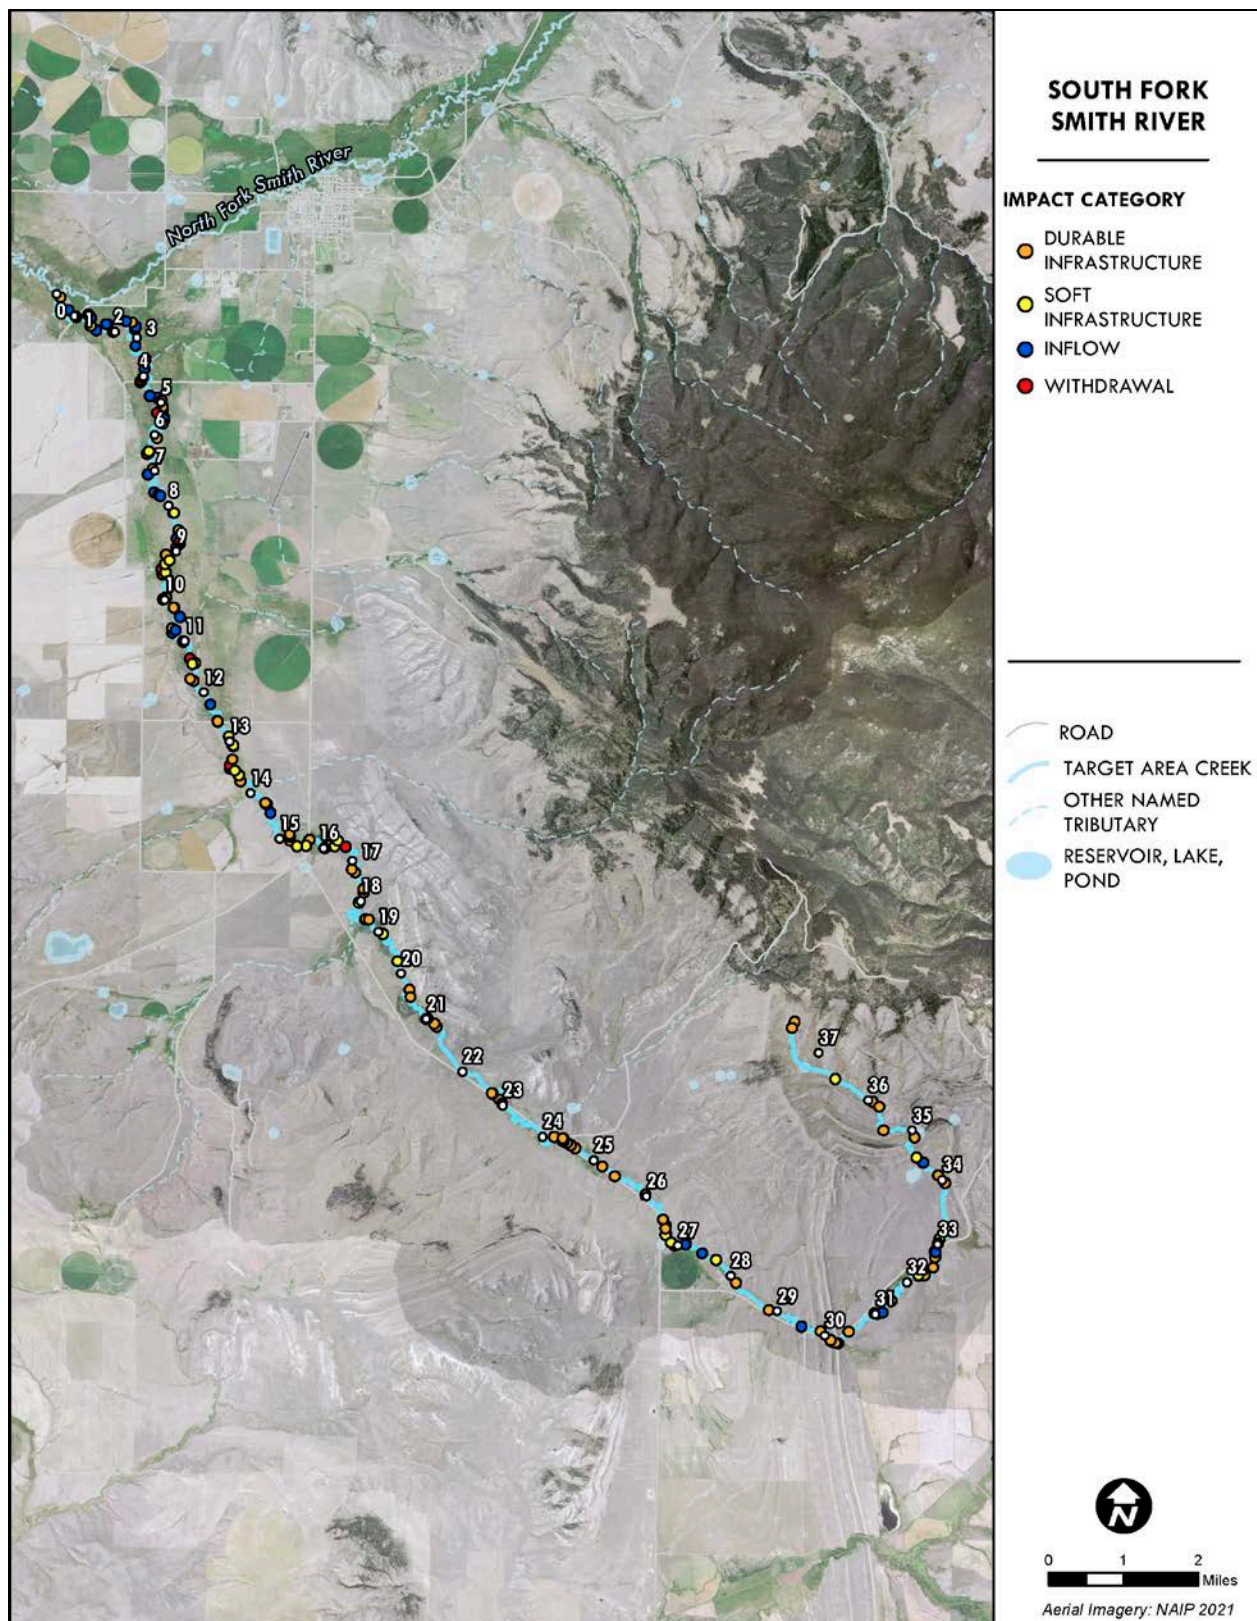 SOUTH FORK
SMITH RIVER
IMPACT CATEGORY
DURABLE
INFRASTRUCTURE
SOFT
INFRASTRUCTURE
INFLOW
WITHDRAWAL
ROAD
TARGET AREA CREEK
OTHER NAMED
TRIBUTARY
RESERVOIR, LAKE,
POND
N
0 1 2
Miles
Aerial Imagery: NAIP 2021
North Fork Smith River
0
1
2
3
4
5
6
7
8
9
10
11
12
13
14
15
16
17
18
19
20
21
22
23
24
25
26
27
28
29
30
31
32
33
34
35
36
37